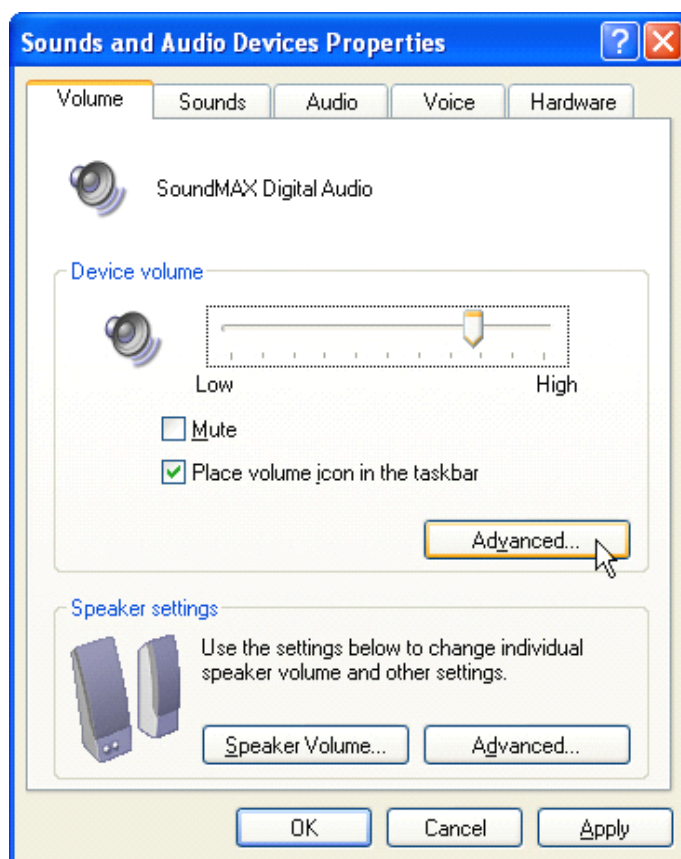 Sounds and Audio Devices Properties
Volume Sounds Audio Voice Hardware
SoundMAX Digital Audio
Device volume
Low High
Mute
Place volume icon in the taskbar
Advanced...
Speaker settings
Use the settings below to change individual
speaker volume and other settings.
Speaker Volume... Advanced...
OK Cancel Apply